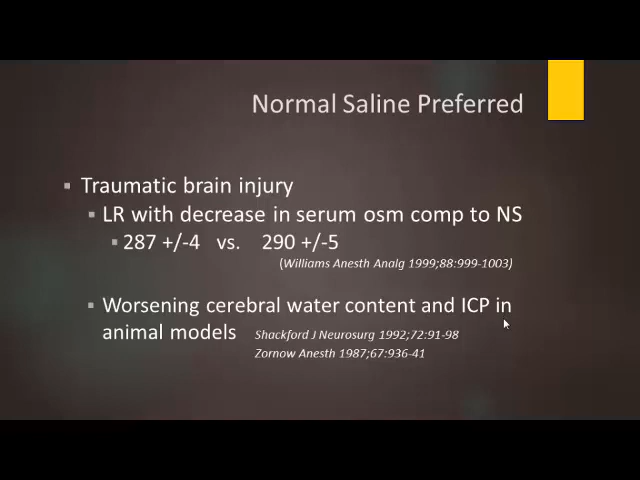 Normal Saline Preferred
Traumatic brain injury
LR with decrease in serum osm comp to NS
287 +/-4 vs. 290 +/-5
(Williams Anesth Analg 1999;88:999-1003)
Worsening cerebral water content and ICP in
animal models Shackford J Neurosurg 1992;72:91-98
Zornow Anesth 1987;67:936-41